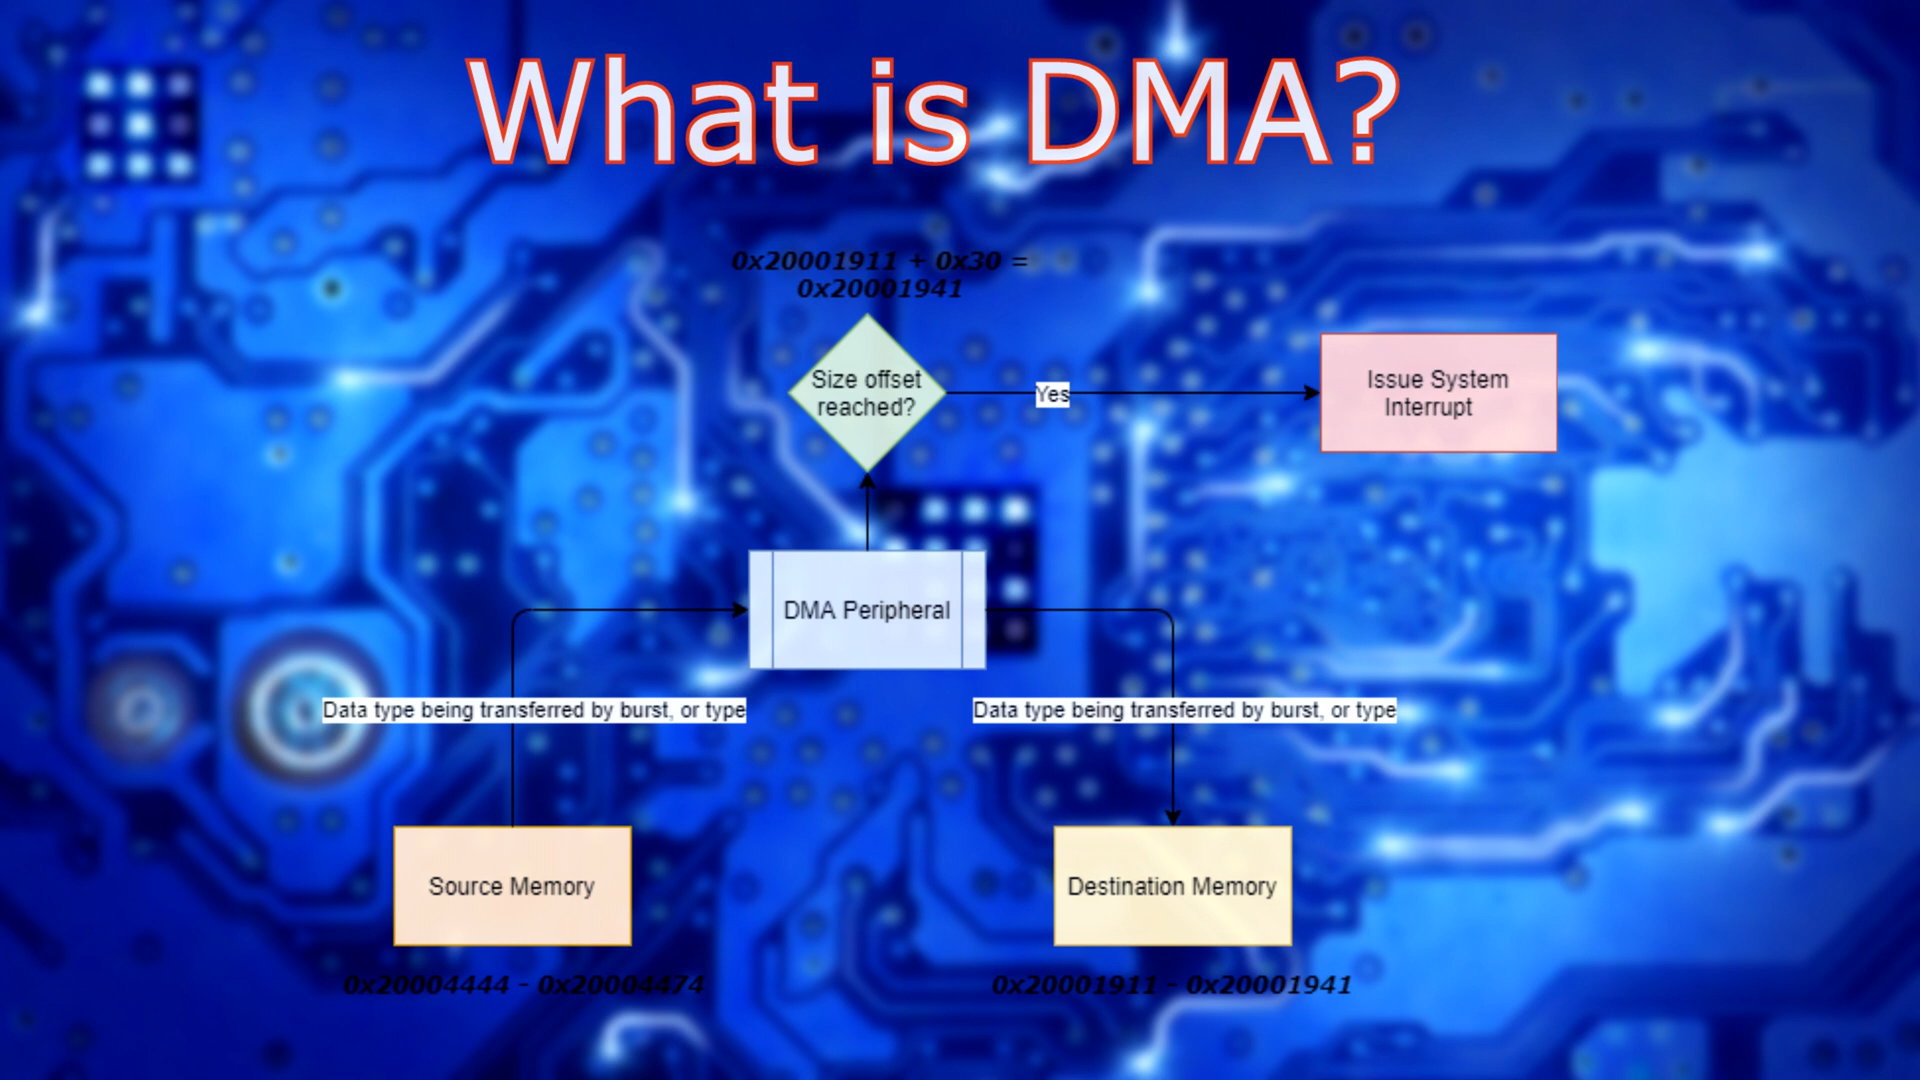 What is DMA?
0x20001911 + 0x30 =
0x20001941
Size offset
reached?
Yes
Issue System
Interrupt
DMA Peripheral
Data type being transferred by burst, or type
Data type being transferred by burst, or type
Source Memory
Destination Memory
0x20004444 - 0x20004474
0x20001911 - 0x20001941